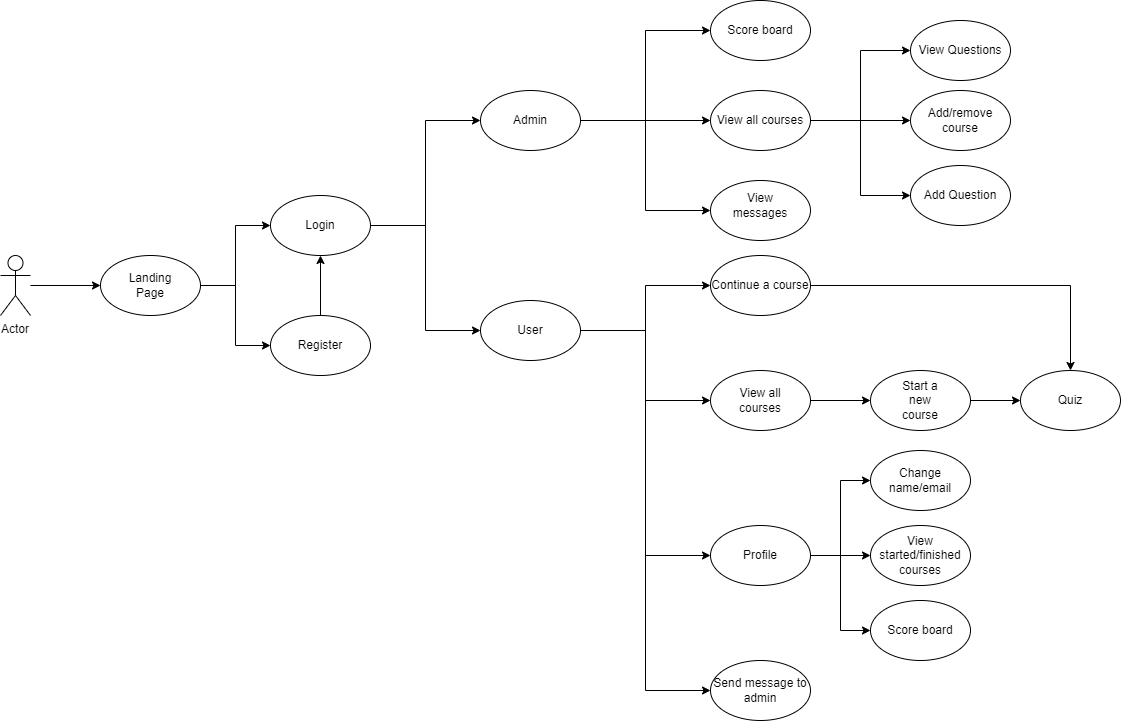 Score board
View Questions
Admin
View all courses
Add/remove
course
View
messages
Add Question
Login
Landing
Page
Actor
Register
User
Continue a course
View all
courses
Start a
new
course
Quiz
Change
name/email
Profile
View
started/finished
courses
Score board
Send message to
admin